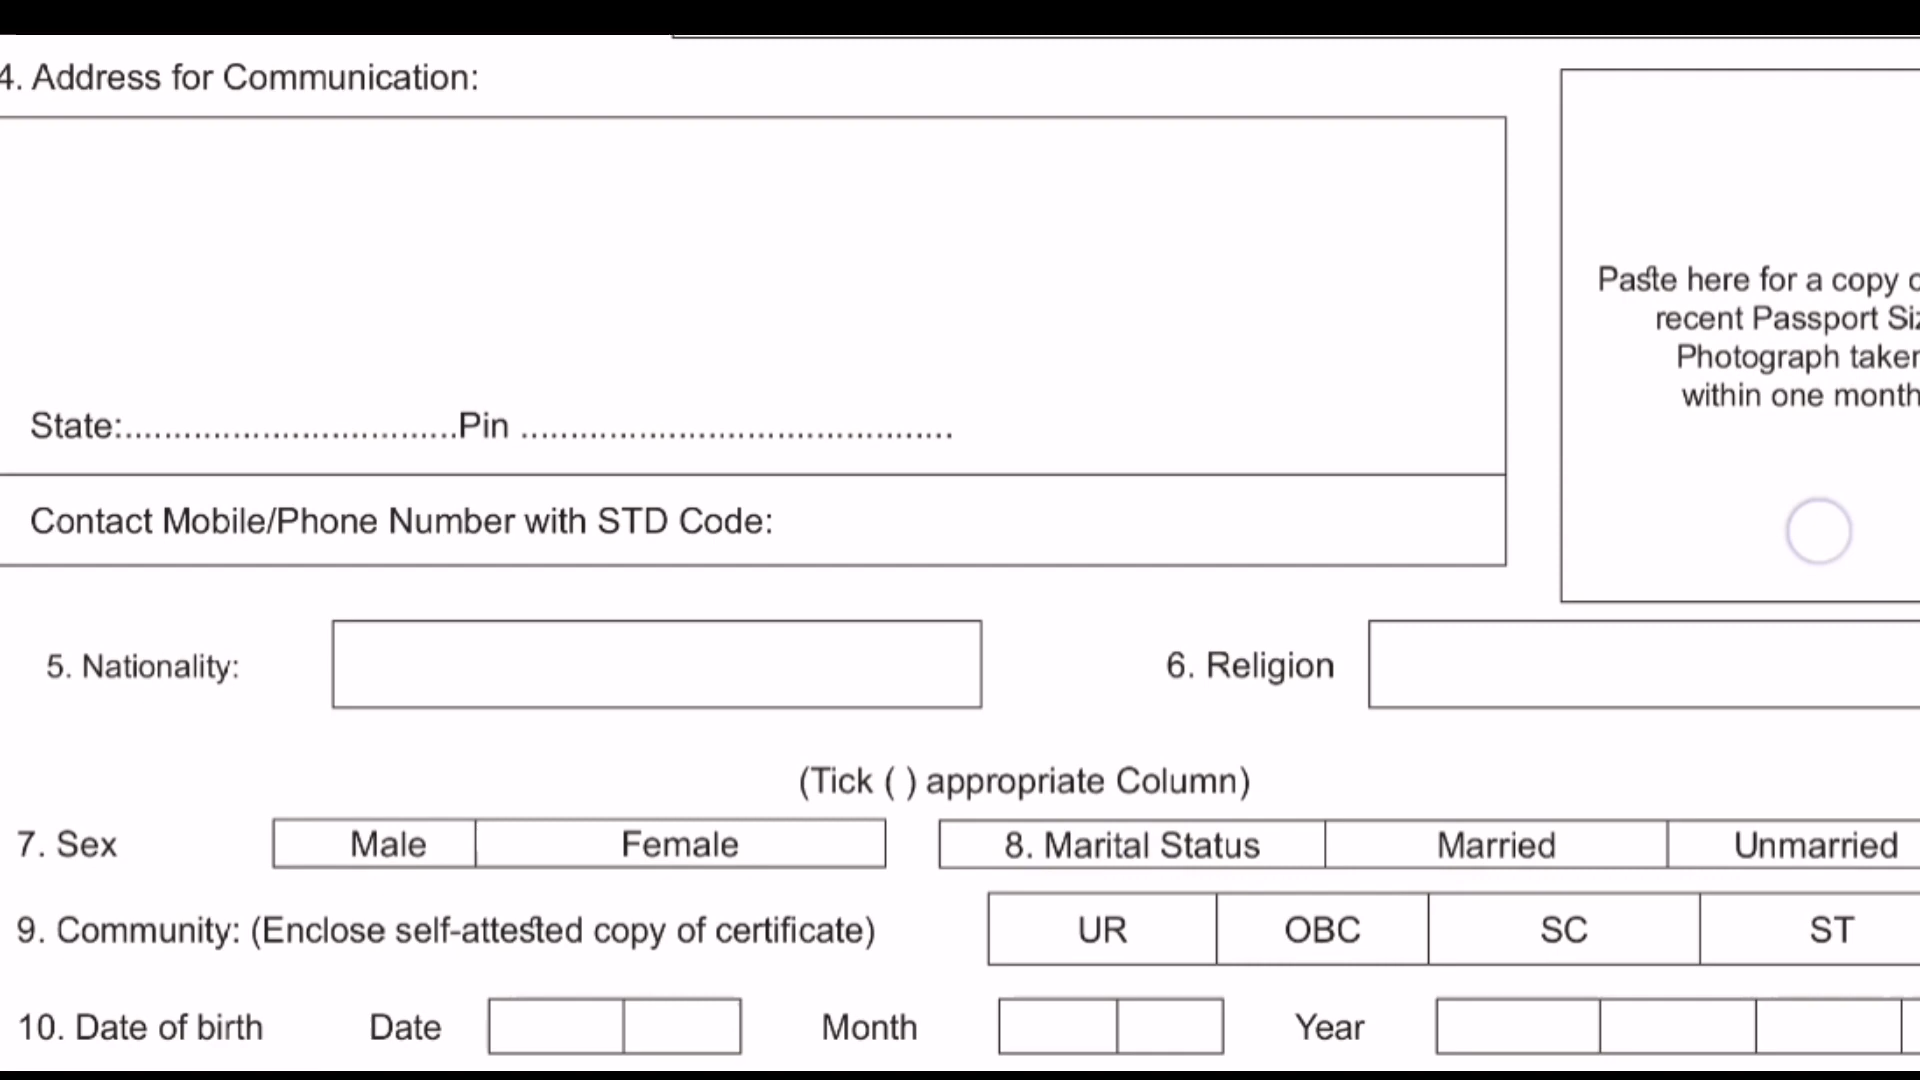 4. Address for Communication:
Paste here for a copy
recent Passport
Photograph taken
within one month
State:.................................Pin ...........................................
Contact Mobile/Phone Number with STD Code:
5. Nationality:
6. Religion
(Tick ( ) appropriate Column)
7. Sex Male Female 8. Marital Status Married Unmarried
9. Community: (Enclose self-attested copy of certificate) UR OBC SC ST
10. Date of birth Date Month Year